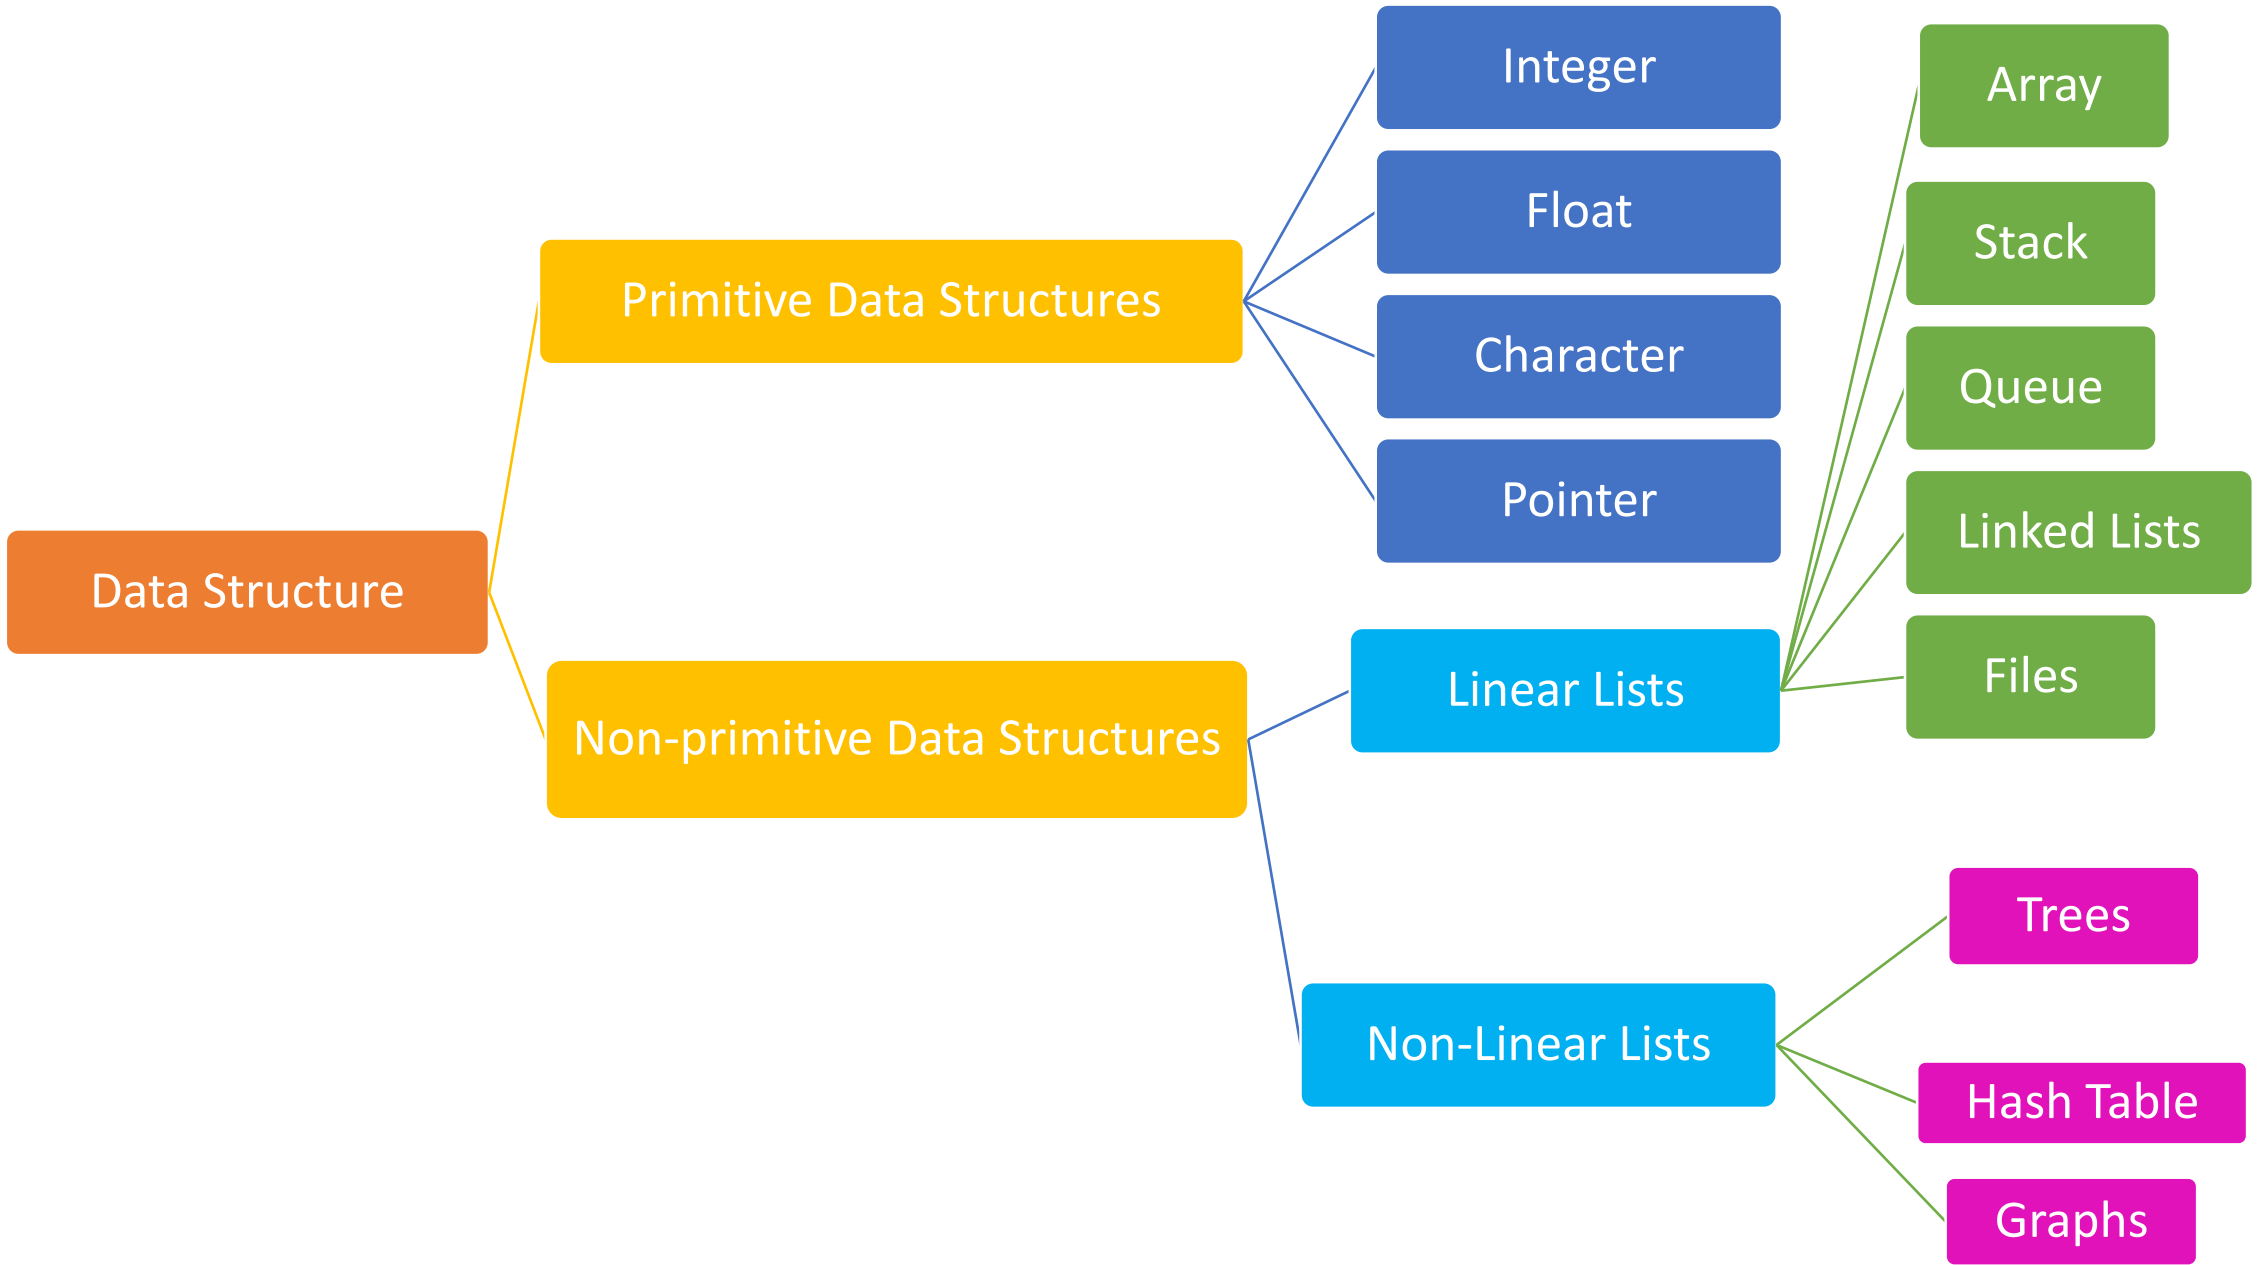 Data Structure
Primitive Data Structures
Integer
Float
Character
Pointer
Non-primitive Data Structures
Linear Lists
Array
Stack
Queue
Linked Lists
Files
Non-Linear Lists
Trees
Hash Table
Graphs